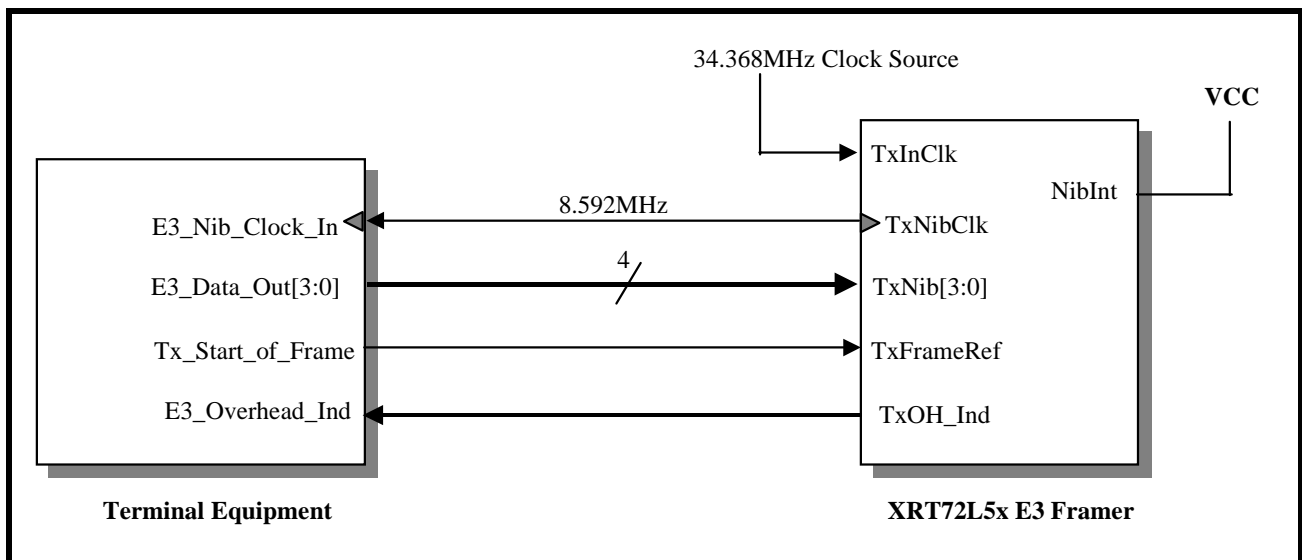 34.368MHz Clock Source
VCC
TxInClk
NibInt
8.592MHz
E3_Nib_Clock_In
TxNibClk
4
E3_Data_Out[3:0]
TxNib[3:0]
Tx_Start_of_Frame
TxFrameRef
E3_Overhead_Ind
TxOH_Ind
Terminal Equipment
XRT72L5x E3 Framer